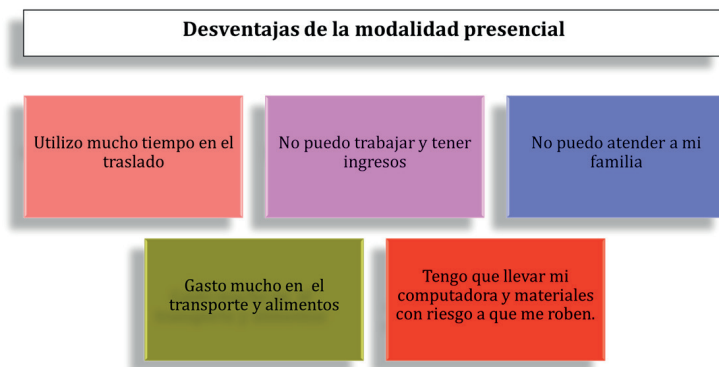 Desventajas de la modalidad presencial
Utilizo mucho tiempo en el
traslado
No puedo trabajar y tener
ingresos
No puedo atender a mi
familia
Gasto mucho en  el
transporte y alimentos
Tengo que llevar mi
computadora y materiales
con riesgo a que me roben.